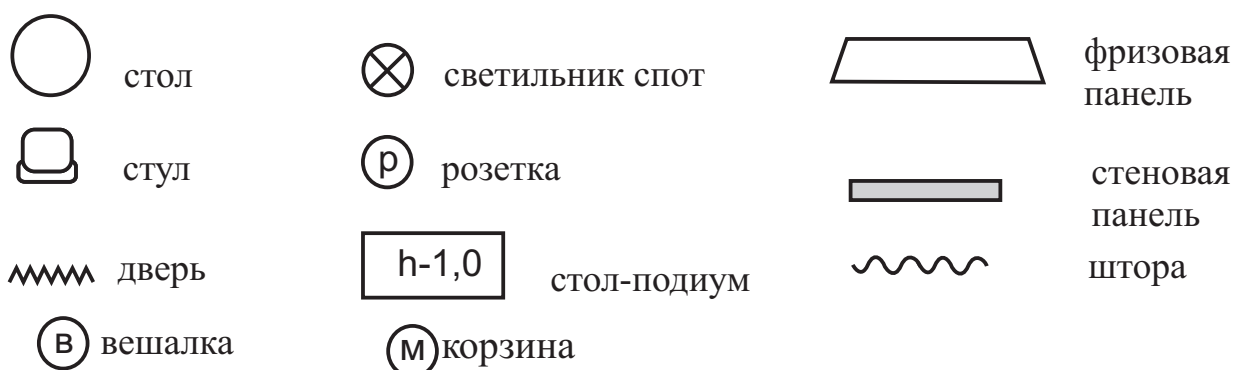 стол
светильник спот
фризовая
панель
стул
р розетка
стеновая
панель
дверь
h-1,0 стол-подиум
штора
в вешалка
м корзина